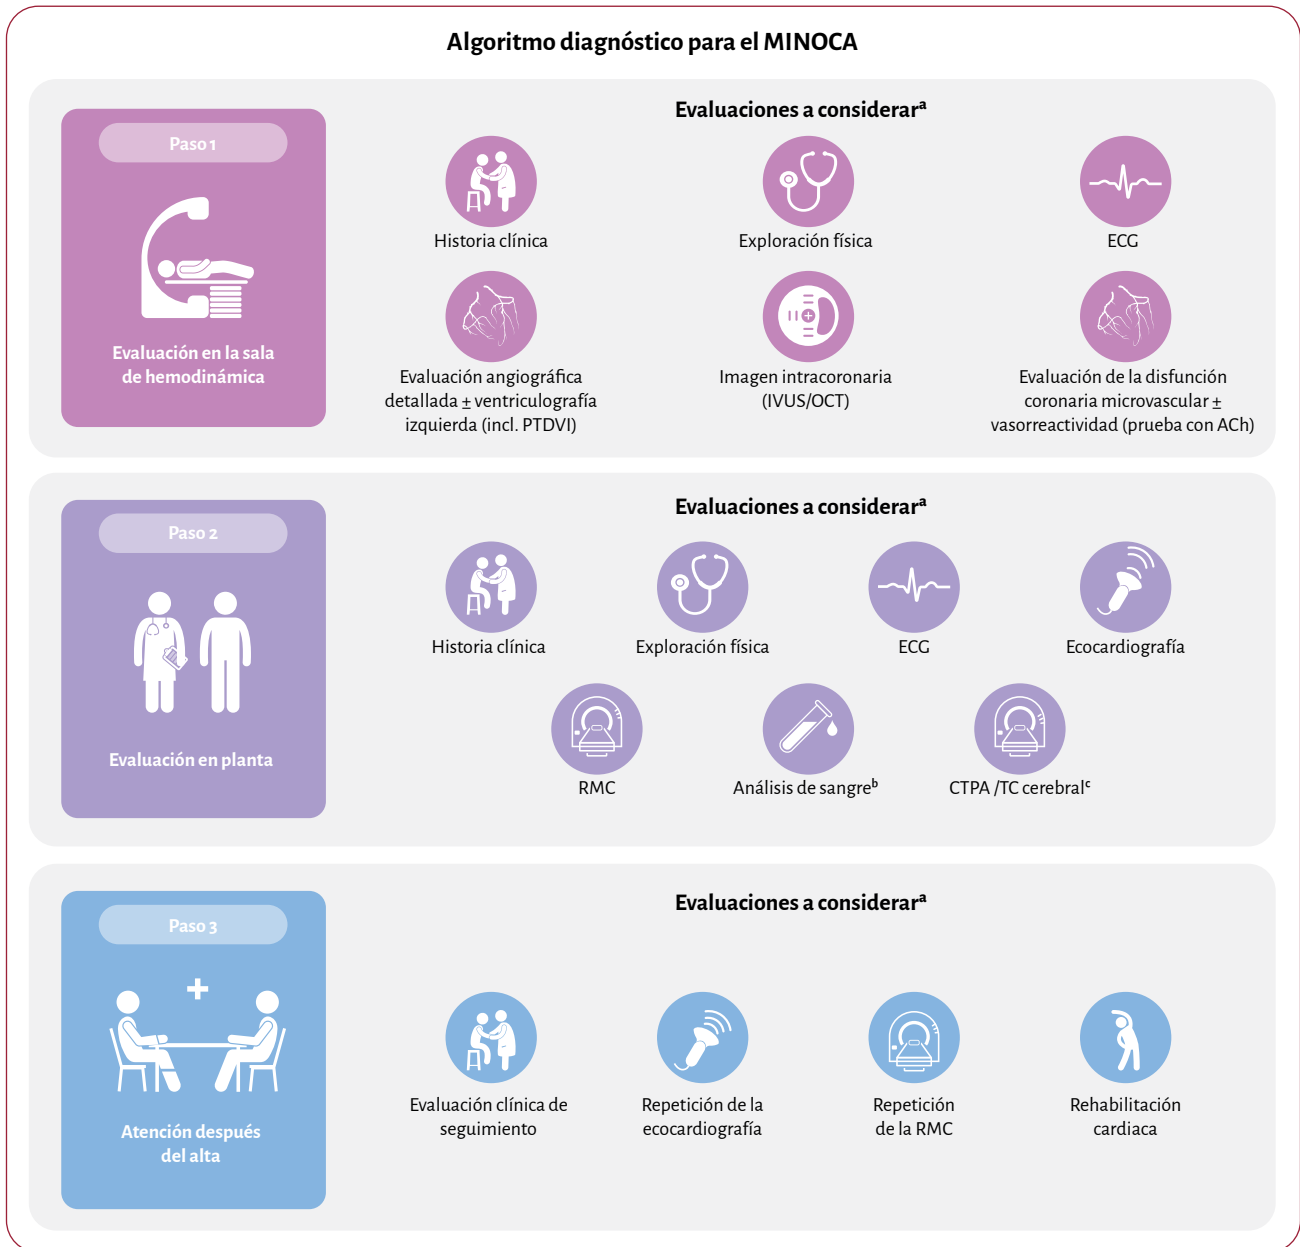 Algoritmo diagnóstico para el MINOCA
Paso 1
Evaluación en la sala
de hemodinámica
Evaluaciones a considerarᵃ
Historia clínica
Exploración física
ECG
Evaluación angiográfica
detallada ± ventriculografía
izquierda (incl. PTDVI)
Imagen intracoronaria
(IVUS/OCT)
Evaluación de la disfunción
coronaria microvascular ±
vasorreactividad (prueba con ACh)
Paso 2
Evaluación en planta
Evaluaciones a considerarᵃ
Historia clínica
Exploración física
ECG
Ecocardiografía
RMC
Análisis de sangreᵇ
CTPA /TC cerebralᶜ
Paso 3
Atención después
del alta
Evaluaciones a considerarᵃ
Evaluación clínica de
seguimiento
Repetición de la
ecocardiografía
Repetición
de la RMC
Rehabilitación
cardiaca